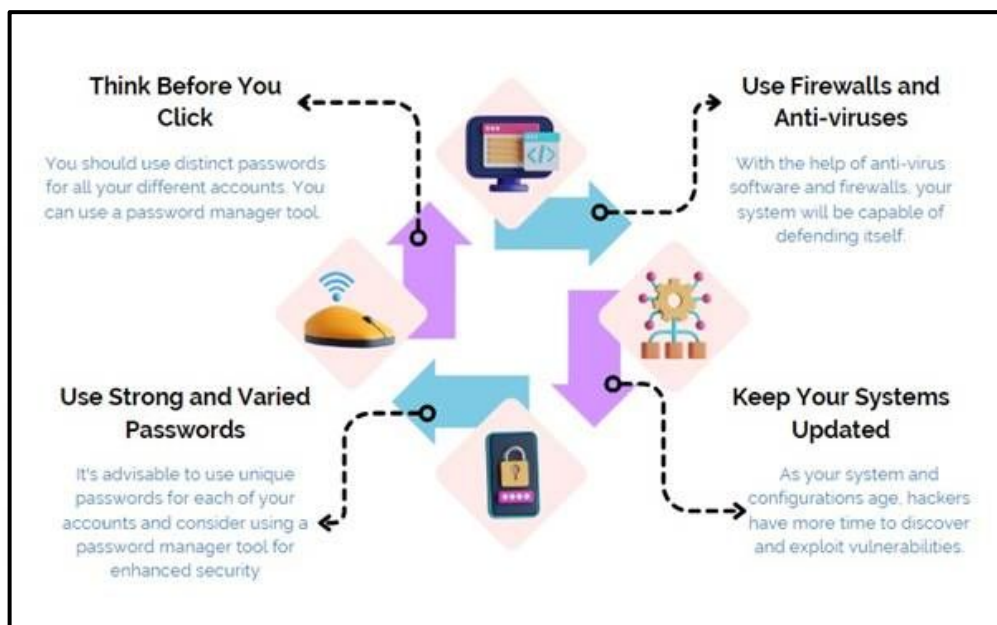 Think Before You
Click
You should use distinct passwords
for all your different accounts. You
can use a password manager tool.
Use Firewalls and
Anti-viruses
With the help of anti-virus
software and firewalls, your
system will be capable of
defending itself.
Use Strong and Varied
Passwords
It's advisable to use unique
passwords for each of your
accounts and consider using a
password manager tool for
enhanced security
Keep Your Systems
Updated
As your system and
configurations age, hackers
have more time to discover
and exploit vulnerabilities.